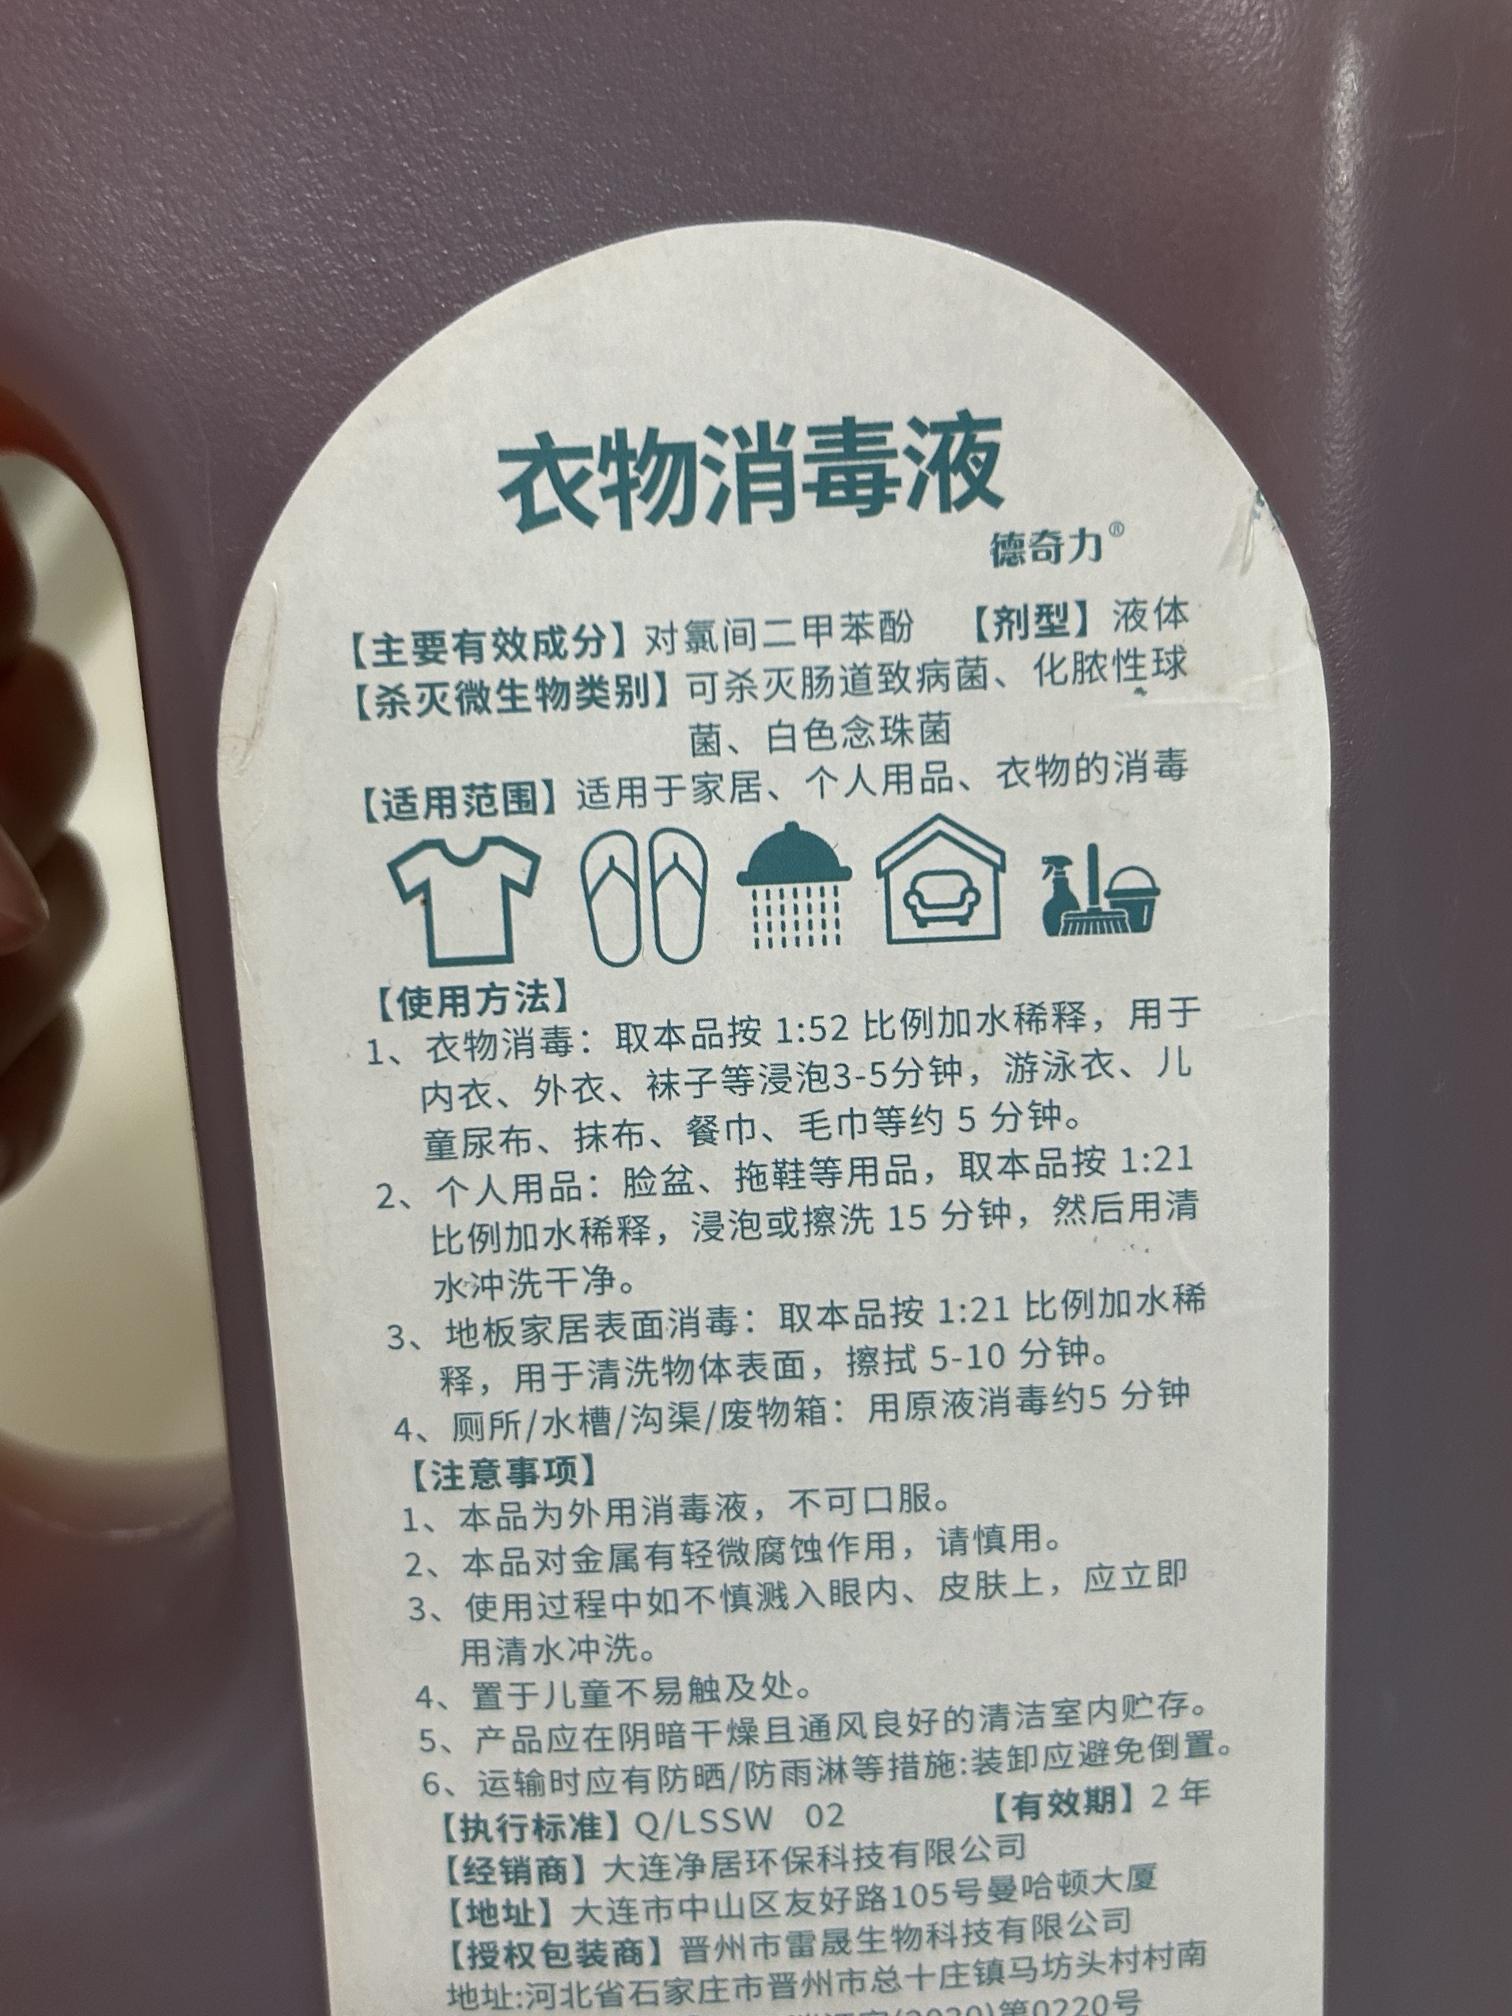 衣物消毒液
德奇力®
【主要有效成分】对氯间二甲苯酚 【剂型】液体
【杀灭微生物类别】可杀灭肠道致病菌、化脓性球
菌、白色念珠菌
【适用范围】适用于家居、个人用品、衣物的消毒
【使用方法】
1、衣物消毒：取本品按 1:52 比例加水稀释，用于
内衣、外衣、袜子等浸泡3-5分钟，游泳衣、儿
童尿布、抹布、餐巾、毛巾等约 5 分钟。
2、个人用品：脸盆、拖鞋等用品，取本品按 1:21
比例加水稀释，浸泡或擦洗 15 分钟，然后用清
水冲洗干净。
3、地板家居表面消毒：取本品按 1:21 比例加水稀
释，用于清洗物体表面，擦拭 5-10 分钟。
4、厕所/水槽/沟渠/废物箱：用原液消毒约5 分钟
【注意事项】
1、本品为外用消毒液，不可口服。
2、本品对金属有轻微腐蚀作用，请慎用。
3、使用过程中如不慎溅入眼内、皮肤上，应立即
用清水冲洗。
4、置于儿童不易触及处。
5、产品应在阴暗干燥且通风良好的清洁室内贮存。
6、运输时应有防晒/防雨淋等措施:装卸应避免倒置。
【执行标准】Q/LSSW 02 【有效期】2 年
【经销商】大连净居环保科技有限公司
【地址】大连市中山区友好路105号曼哈顿大厦
【授权包装商】晋州市雷晟生物科技有限公司
地址:河北省石家庄市晋州市总十庄镇马坊头村村南
(2020)第0220号